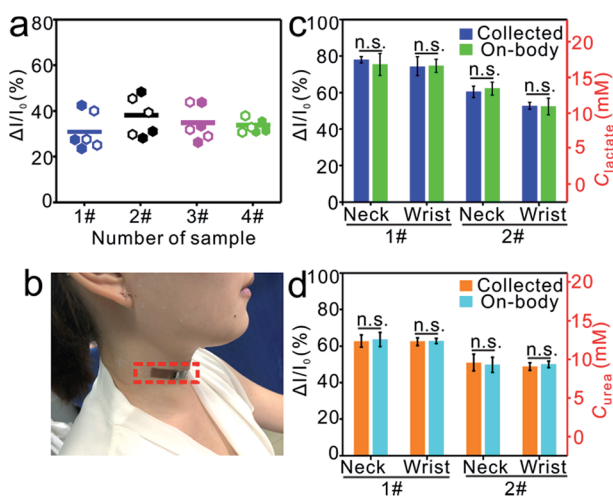 a
80
60
40
20
0
ΔI/I0 (%)
1# 2# 3# 4#
Number of sample
b
c
100
80
60
40
20
0
ΔI/I0 (%)
Collected
On-body
n.s. n.s. n.s. n.s.
Neck Wrist Neck Wrist
1# 2#
20
15
10
5
0
Clactate (mM)
d
100
80
60
40
20
0
ΔI/I0 (%)
Collected
On-body
n.s. n.s. n.s. n.s.
Neck Wrist Neck Wrist
1# 2#
20
15
10
5
0
Curea (mM)